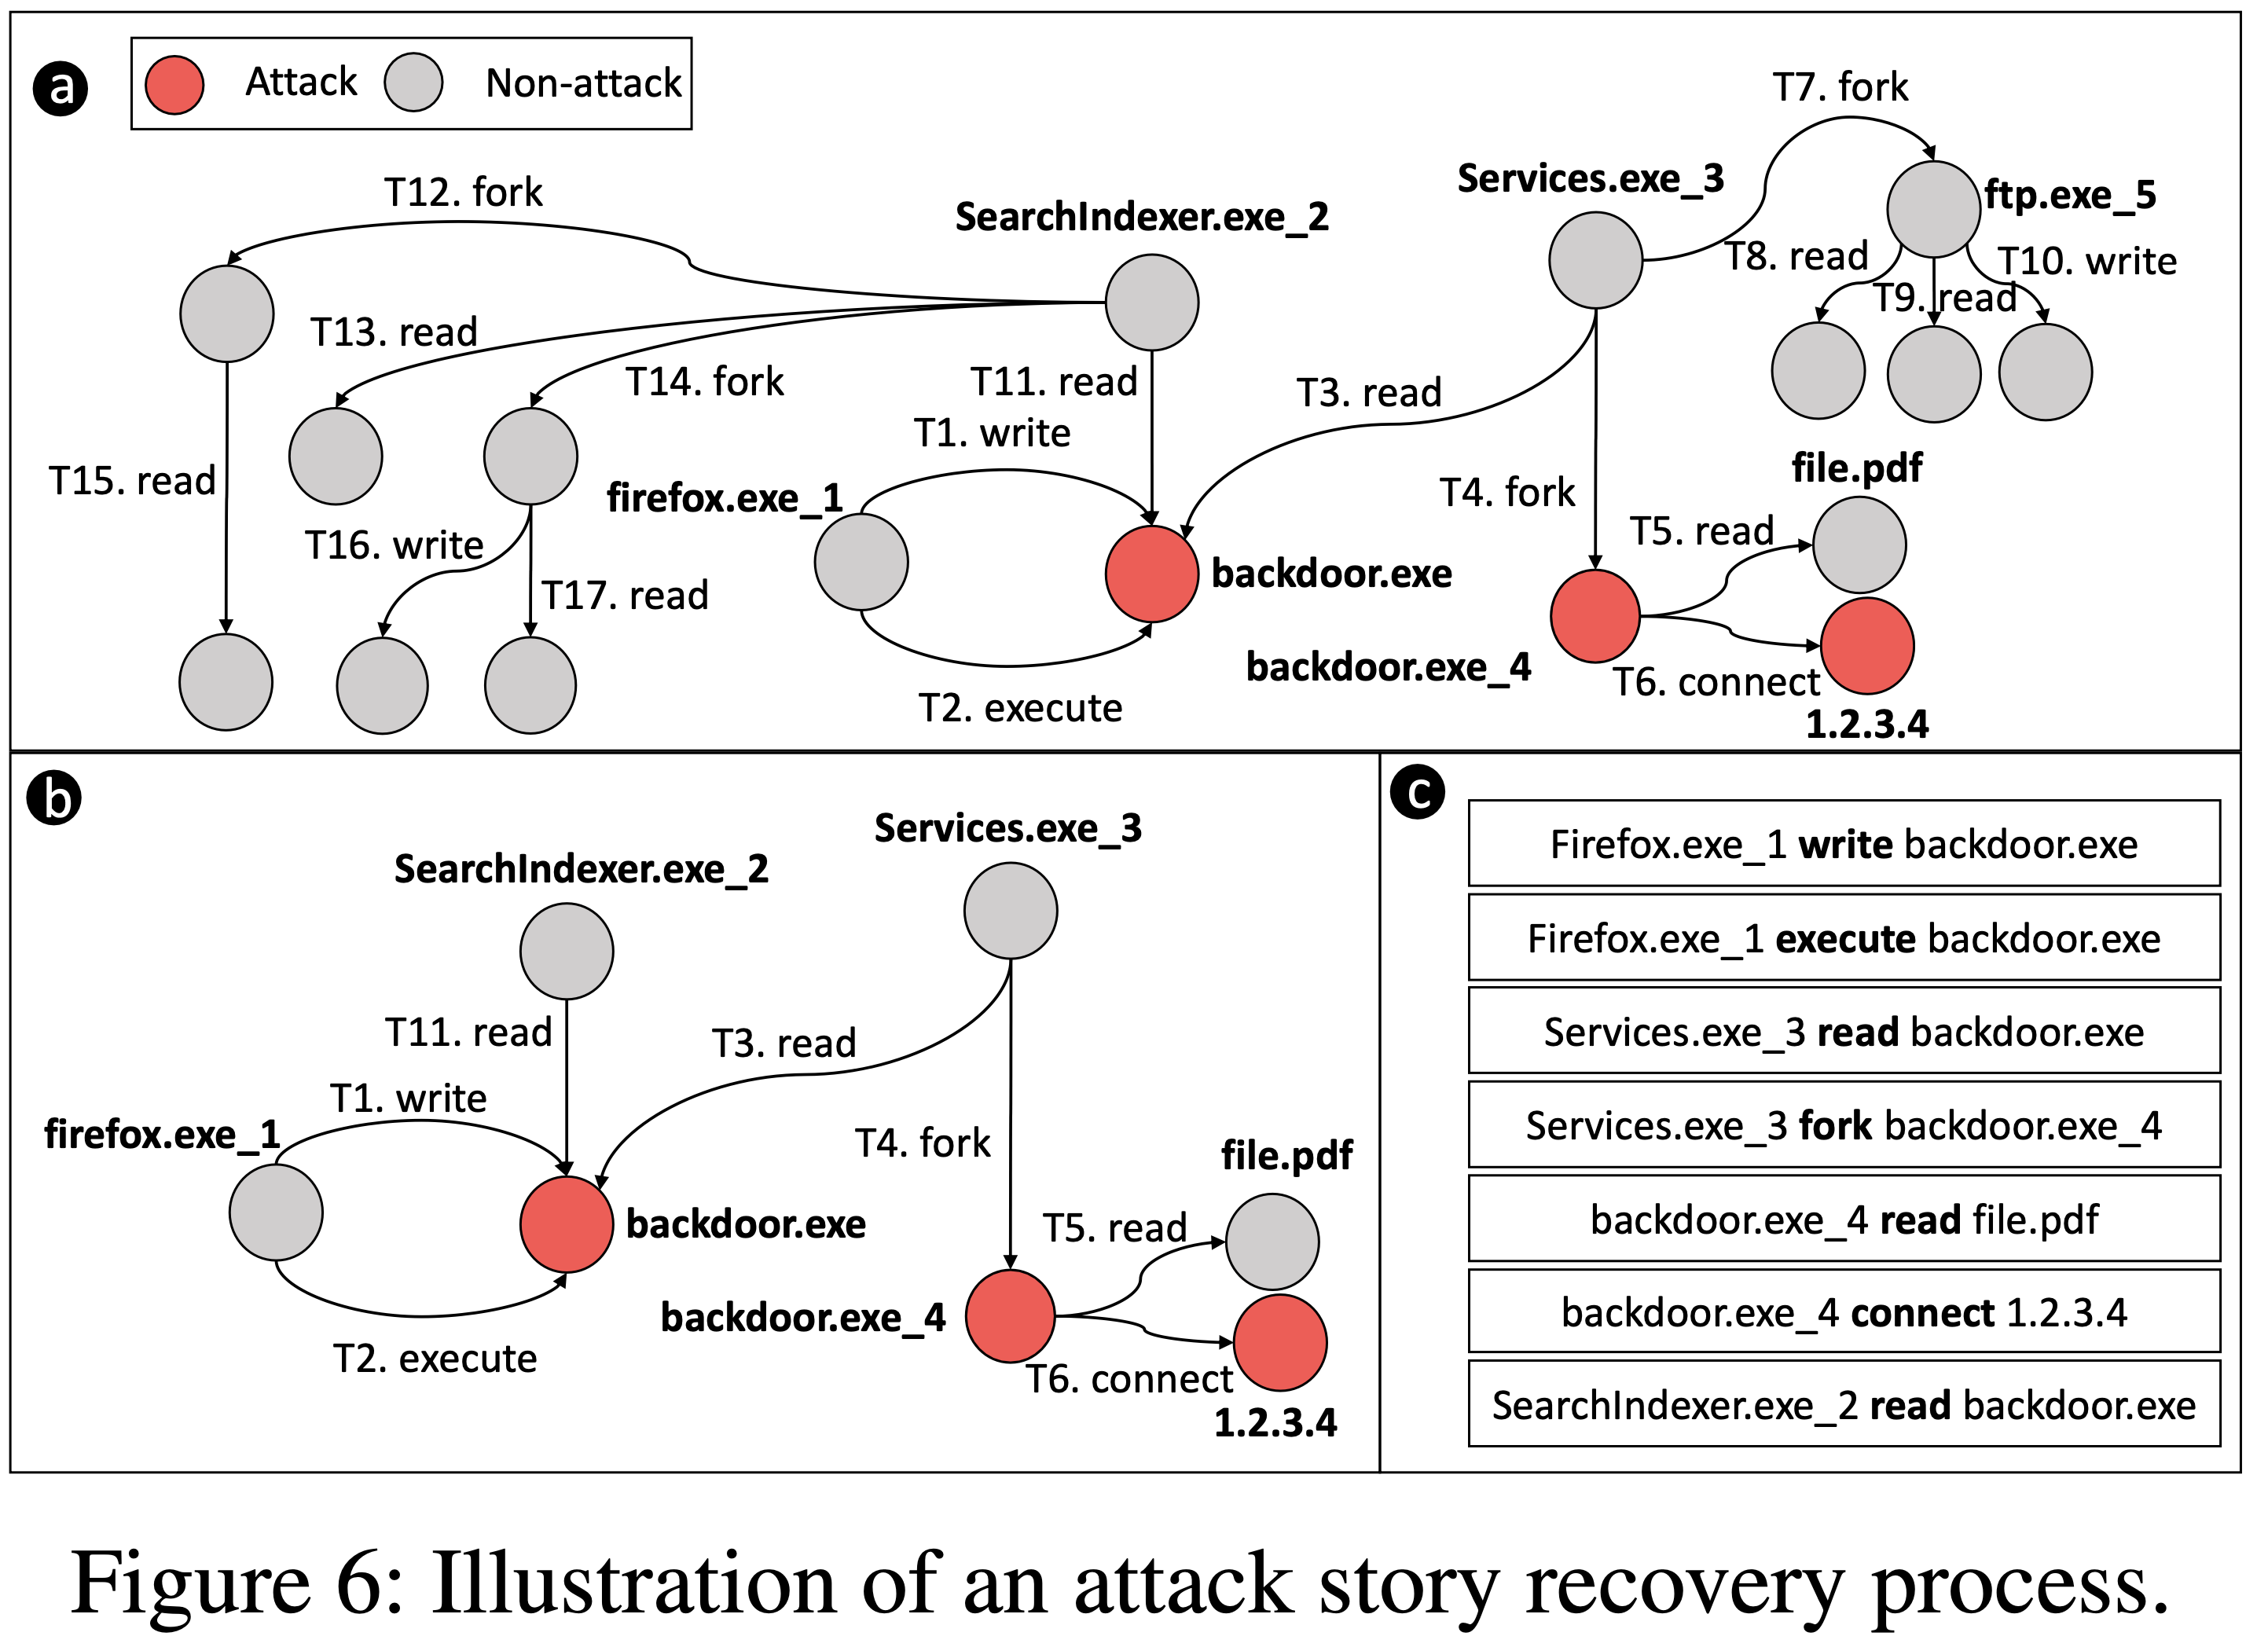 a
Attack
Non-attack
T7. fork
Services.exe_3
ftp.exe_5
T12. fork
SearchIndexer.exe_2
T8. read
T10. write
T9. read
T13. read
T14. fork
T11. read
T3. read
T1. write
file.pdf
T15. read
firefox.exe_1
T4. fork
T5. read
T16. write
T17. read
backdoor.exe
backdoor.exe_4
T6. connect
T2. execute
1.2.3.4
b
Services.exe_3
SearchIndexer.exe_2
T11. read
T3. read
T1. write
firefox.exe_1
T4. fork
file.pdf
backdoor.exe
T5. read
backdoor.exe_4
T2. execute
T6. connect
1.2.3.4
c
Firefox.exe_1 write backdoor.exe
Firefox.exe_1 execute backdoor.exe
Services.exe_3 read backdoor.exe
Services.exe_3 fork backdoor.exe_4
backdoor.exe_4 read file.pdf
backdoor.exe_4 connect 1.2.3.4
SearchIndexer.exe_2 read backdoor.exe
Figure 6: Illustration of an attack story recovery process.